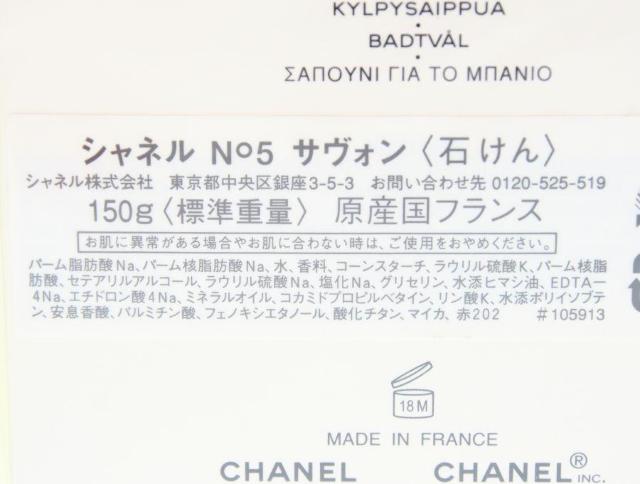 KYLPYSAIPPUA
·
BADTVÅL
·
ΣΑΠΟΥΝΙ ΓΙΑ ΤΟ ΜΠΑΝΙΟ
シャネル Nº5 サヴォン〈石けん〉
シャネル株式会社 東京都中央区銀座3-5-3 お問い合わせ先 0120-525-519
150g〈標準重量〉 原産国フランス
お肌に異常がある場合やお肌に合わない時は、ご使用をおやめください。
パーム脂肪酸Na、パーム核脂肪酸Na、水、香料、コーンスターチ、ラウリル硫酸K、パーム核脂
肪酸、セテアリルアルコール、ラウリル硫酸Na、塩化Na、グリセリン、水添ヒマシ油、EDTAー
4Na、エチドロン酸4Na、ミネラルオイル、コカミドプロピルベタイン、リン酸K、水添ポリイソブテ
ン、安息香酸、パルミチン酸、フェノキシエタノール、酸化チタン、マイカ、赤202 #105913
18M
MADE IN FRANCE
CHANEL CHANEL® INC.